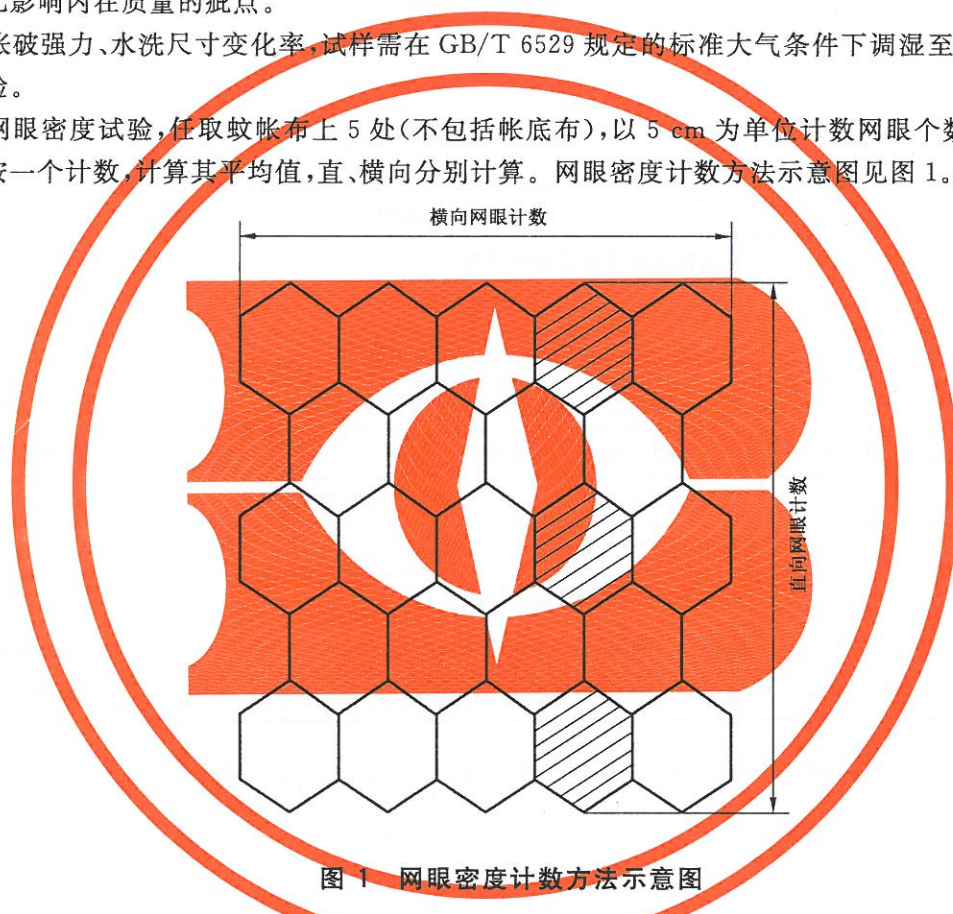 影响内在质量的疵点。
胀破强力、水洗尺寸变化率,试样需在 GB/T 6529 规定的标准大气条件下调湿至
验。
网眼密度试验,任取蚊帐布上 5 处(不包括帐底布),以 5 cm 为单位计数网眼个数
按一个计数,计算其平均值,直、横向分别计算。网眼密度计数方法示意图见图 1。
横向网眼计数
直向网眼计数
图 1 网眼密度计数方法示意图